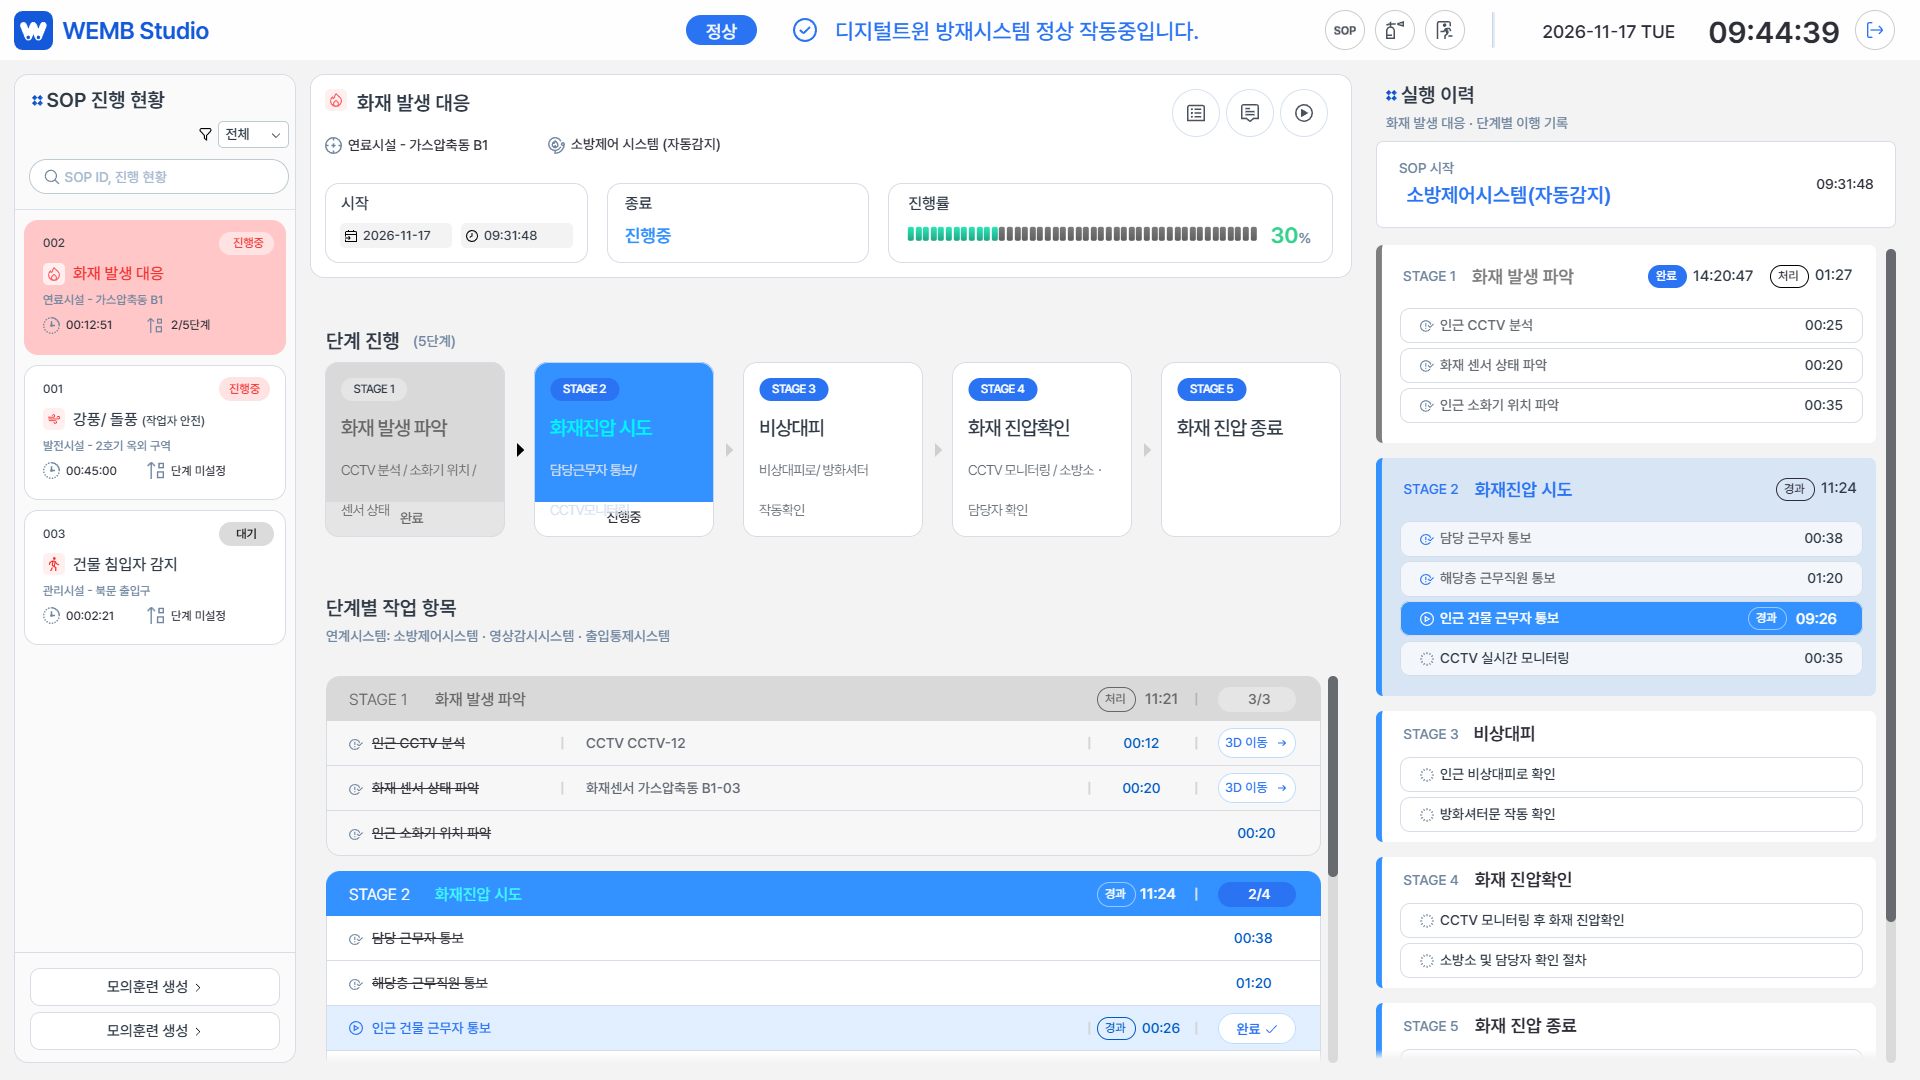 WEMB Studio
정상
디지털트윈 방재시스템 정상 작동중입니다.
SOP
2026-11-17 TUE
09:44:39
SOP 진행 현황
전체
SOP ID, 진행 현황
002
진행중
화재 발생 대응
연료시설 - 가스압축동 B1
00:12:51
2/5단계
001
진행중
강풍/ 돌풍 (작업자 안전)
발전시설 - 2호기 옥외 구역
00:45:00
단계 미설정
003
대기
건물 침입자 감지
관리시설 - 북문 출입구
00:02:21
단계 미설정
모의훈련 생성
모의훈련 생성
화재 발생 대응
연료시설 - 가스압축동 B1
소방제어 시스템 (자동감지)
시작
2026-11-17
09:31:48
종료
진행중
진행률
30%
단계 진행 (5단계)
STAGE 1
화재 발생 파악
CCTV 분석 / 소화기 위치 /
센서 상태
완료
STAGE 2
화재진압 시도
담당근무자 통보/
CCTV모니터링
진행중
STAGE 3
비상대피
비상대피로/ 방화셔터
작동확인
STAGE 4
화재 진압확인
CCTV 모니터링 / 소방소 ·
담당자 확인
STAGE 5
화재 진압 종료
단계별 작업 항목
연계시스템: 소방제어시스템 · 영상감시시스템 · 출입통제시스템
STAGE 1 화재 발생 파악 처리 11:21 | 3/3
인근 CCTV 분석 | CCTV CCTV-12 | 00:12 | 3D 이동
화재 센서 상태 파악 | 화재센서 가스압축동 B1-03 | 00:20 | 3D 이동
인근 소화기 위치 파악 00:20
STAGE 2 화재진압 시도 경과 11:24 | 2/4
담당 근무자 통보 00:38
해당층 근무직원 통보 01:20
인근 건물 근무자 통보 | 경과 00:26 | 완료
실행 이력
화재 발생 대응 · 단계별 이행 기록
SOP 시작
소방제어시스템(자동감지)
09:31:48
STAGE 1 화재 발생 파악 완료 14:20:47 처리 01:27
인근 CCTV 분석 00:25
화재 센서 상태 파악 00:20
인근 소화기 위치 파악 00:35
STAGE 2 화재진압 시도 경과 11:24
담당 근무자 통보 00:38
해당층 근무직원 통보 01:20
인근 건물 근무자 통보 경과 09:26
CCTV 실시간 모니터링 00:35
STAGE 3 비상대피
인근 비상대피로 확인
방화셔터문 작동 확인
STAGE 4 화재 진압확인
CCTV 모니터링 후 화재 진압확인
소방소 및 담당자 확인 절차
STAGE 5 화재 진압 종료